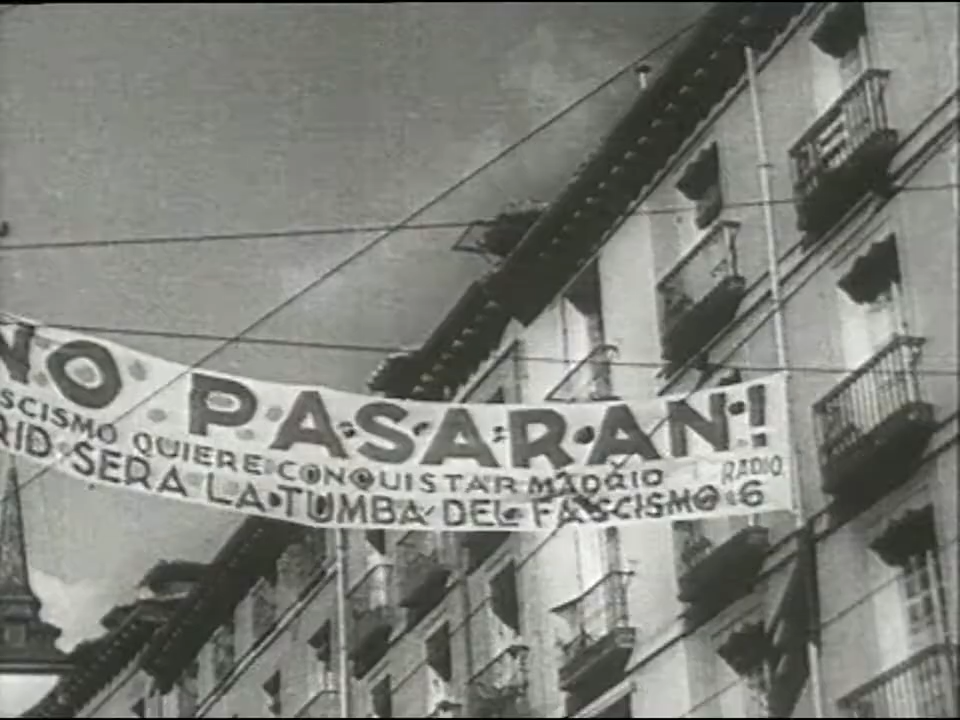 NO PASARAN!
SCISMO QUIERE CONQUISTAR MADRID
RID SERA LA TUMBA DEL FASCISMO
RADIO
6